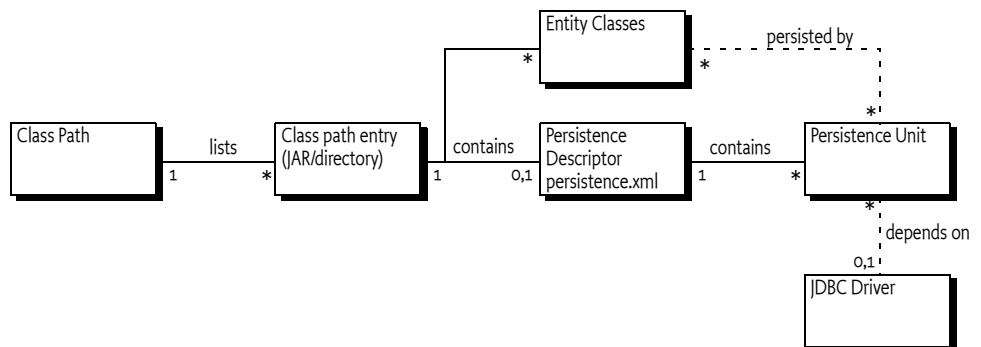 Entity Classes
persisted by
*
*
*
Class Path
lists
1
*
Class path entry
(JAR/directory)
contains
1
0,1
Persistence
Descriptor
persistence.xml
contains
1
*
Persistence Unit
*
depends on
0,1
JDBC Driver